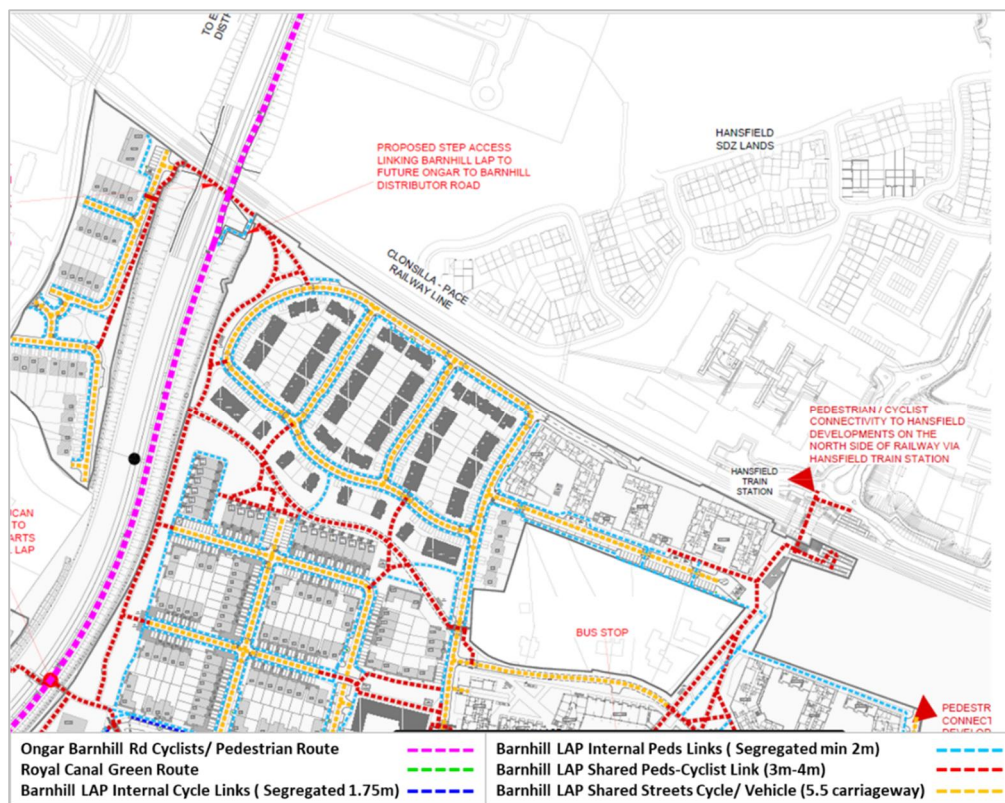 TO E
DIST
HANSFIELD
SDZ LANDS
PROPOSED STEP ACCESS
LINKING BARNHILL LAP TO
FUTURE ONGAR TO BARNHILL
DISTRIBUTOR ROAD
CLONSILLA - PACE
RAILWAY LINE
PEDESTRIAN / CYCLIST
CONNECTIVITY TO HANSFIELD
DEVELOPMENTS ON THE
NORTH SIDE OF RAILWAY VIA
HANSFIELD TRAIN STATION
HANSFIELD
TRAIN
STATION
UCAN
TO
ARTS
LAP
BUS STOP
PEDESTR
CONNECT
DEVELOP
Ongar Barnhill Rd Cyclists/ Pedestrian Route
Royal Canal Green Route
Barnhill LAP Internal Cycle Links ( Segregated 1.75m)
Barnhill LAP Internal Peds Links ( Segregated min 2m)
Barnhill LAP Shared Peds-Cyclist Link (3m-4m)
Barnhill LAP Shared Streets Cycle/ Vehicle (5.5 carriageway)